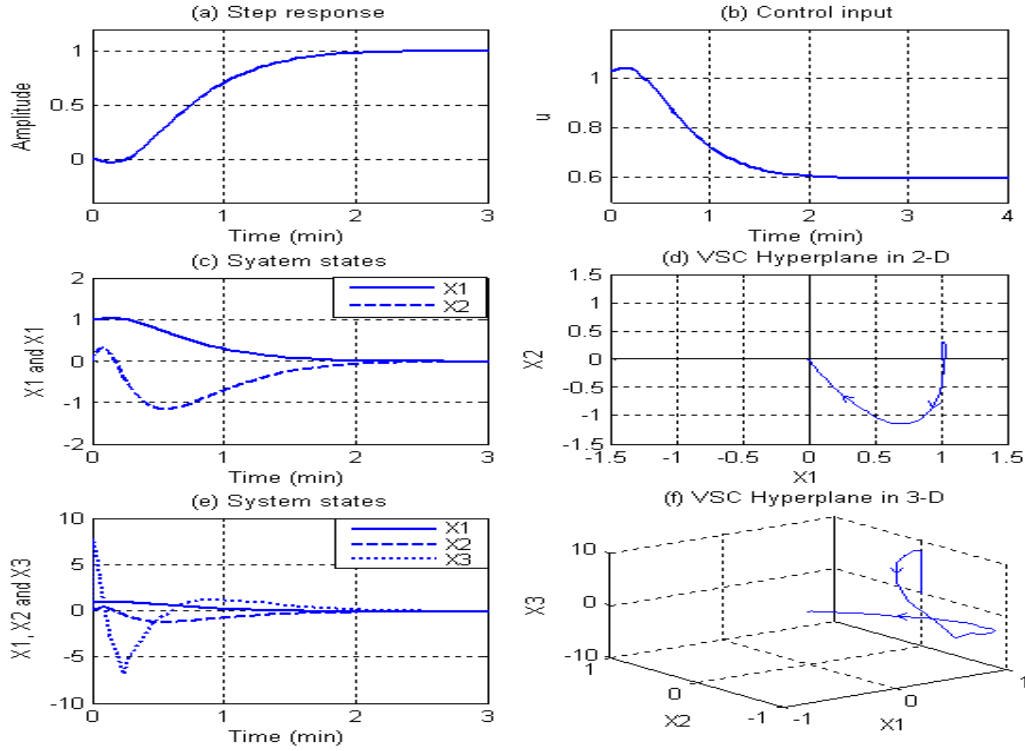 (a) Step response
Amplitude
1
0.5
0
0 1 2 3
Time (min)
(b) Control input
u
1
0.8
0.6
0 1 2 3 4
Time (min)
(c) Syatem states
X1 and X1
2
1
0
-1
-2
X1
X2
0 1 2 3
Time (min)
(d) VSC Hyperplane in 2-D
X2
1.5
1
0.5
0
-0.5
-1
-1.5
-1.5 -1 -0.5 0 0.5 1 1.5
X1
(e) System states
X1, X2 and X3
10
5
0
-5
-10
X1
X2
X3
0 1 2 3
Time (min)
(f) VSC Hyperplane in 3-D
X3
10
0
-10
1
0
-1
X2
-1
0
1
X1